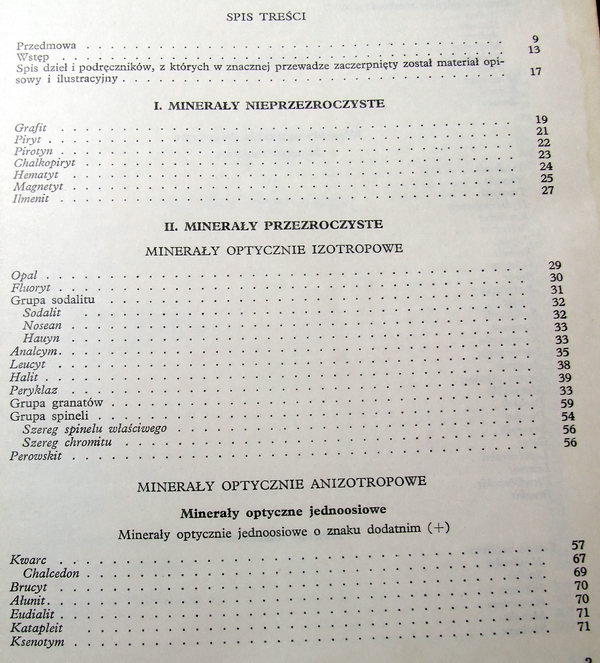 SPIS TREŚCI
Przedmowa . . . . . . . . . . 9
Wstęp . . . . . . . . . . 13
Spis dzieł i podręczników, z których w znacznej przewadze zaczerpnięty został materiał opi-
sowy i ilustracyjny . . . . . . . . . . 17
I. MINERAŁY NIEPRZEZROCZYSTE
Grafit . . . . . . . . . . 19
Piryt . . . . . . . . . . 21
Pirotyn . . . . . . . . . . 22
Chalkopiryt . . . . . . . . . . 23
Hematyt . . . . . . . . . . 24
Magnetyt . . . . . . . . . . 25
Ilmenit . . . . . . . . . . 27
II. MINERAŁY PRZEZROCZYSTE
MINERAŁY OPTYCZNIE IZOTROPOWE
Opal . . . . . . . . . . 29
Fluoryt . . . . . . . . . . 30
Grupa sodalitu . . . . . . . . . . 31
Sodalit . . . . . . . . . . 32
Nosean . . . . . . . . . . 32
Hauyn . . . . . . . . . . 33
Analcym . . . . . . . . . . 33
Leucyt . . . . . . . . . . 35
Halit . . . . . . . . . . 38
Peryklaz . . . . . . . . . . 39
Grupa granatów . . . . . . . . . . 33
Grupa spineli . . . . . . . . . . 59
Szereg spinelu właściwego . . . . . . . . . . 54
Szereg chromitu . . . . . . . . . . 56
Perowskit . . . . . . . . . . 56
MINERAŁY OPTYCZNIE ANIZOTROPOWE
Minerały optyczne jednoosiowe
Minerały optycznie jednoosiowe o znaku dodatnim (+)
Kwarc . . . . . . . . . . 57
Chalcedon . . . . . . . . . . 67
Brucyt . . . . . . . . . . 69
Ałunit . . . . . . . . . . 70
Eudialit . . . . . . . . . . 70
Katapleit . . . . . . . . . . 71
Ksenotym . . . . . . . . . . 71